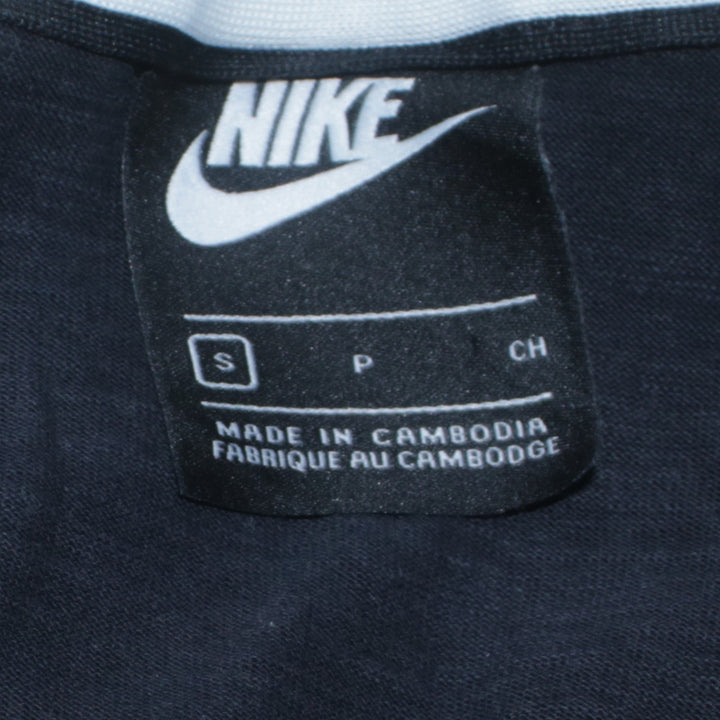 NIKE
S P CH
MADE IN CAMBODIA
FABRIQUE AU CAMBODGE